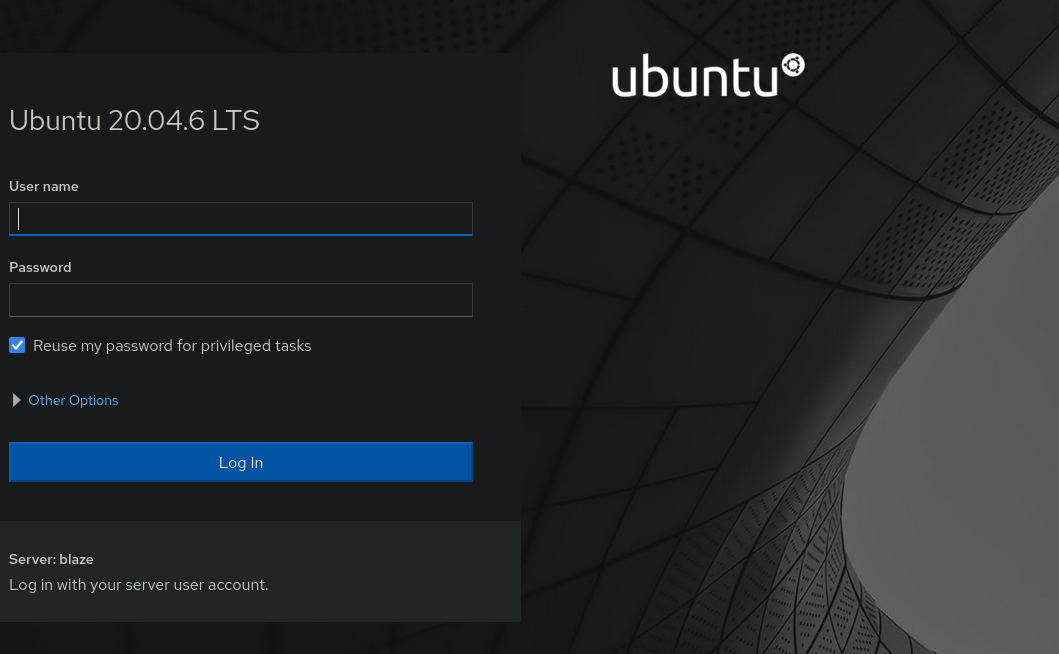 Ubuntu 20.04.6 LTS
User name
Password
Reuse my password for privileged tasks
Other Options
Log In
Server: blaze
Log in with your server user account.
ubuntu